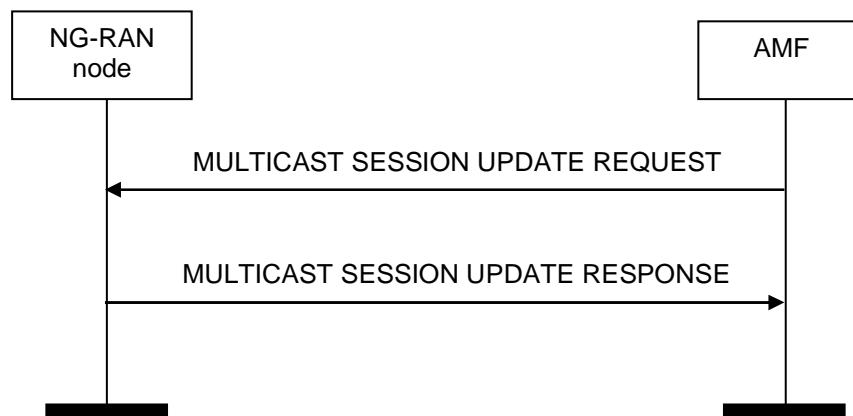 NG-RAN
node
AMF
MULTICAST SESSION UPDATE REQUEST
MULTICAST SESSION UPDATE RESPONSE